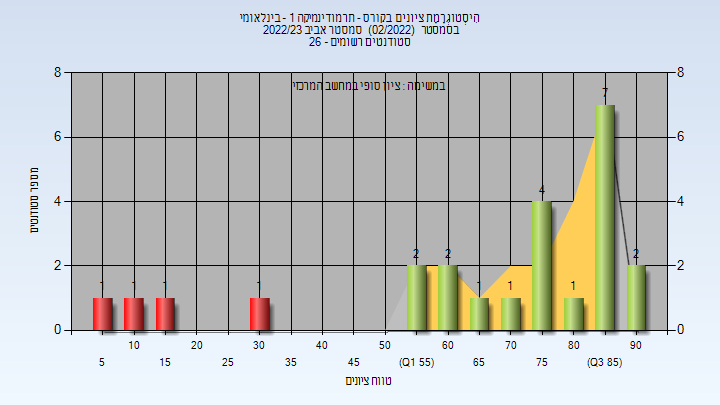 הִיסְטוֹגְרָמַת ציונים בקורס - תרמודינמיקה 1 - בינלאומי
בסמסטר (02/2022) סמסטר אביב 2022/23
סטודנטים רשומים - 26
במשימה : ציון סופי במחשב המרכזי
8 8
6 6
4 4
2 2
0 0
מספר סטודנטים
1 1 1 1 2 2 1 1 4 1 7 2
10 20 30 40 50 60 70 80 90
5 15 25 35 45 (Q1 55) 65 75 (Q3 85)
טווח ציונים